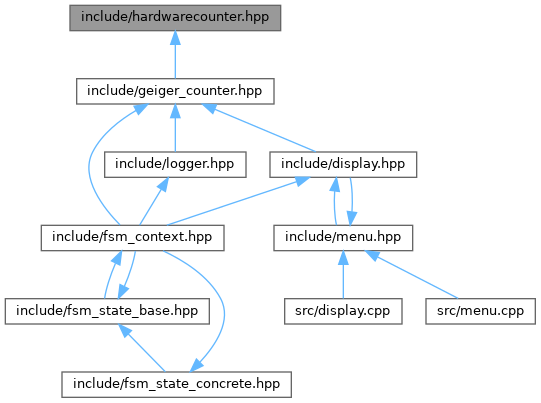 include/hardwarecounter.hpp
include/geiger_counter.hpp
include/logger.hpp
include/display.hpp
include/fsm_context.hpp
include/menu.hpp
include/fsm_state_base.hpp
src/display.cpp
src/menu.cpp
include/fsm_state_concrete.hpp